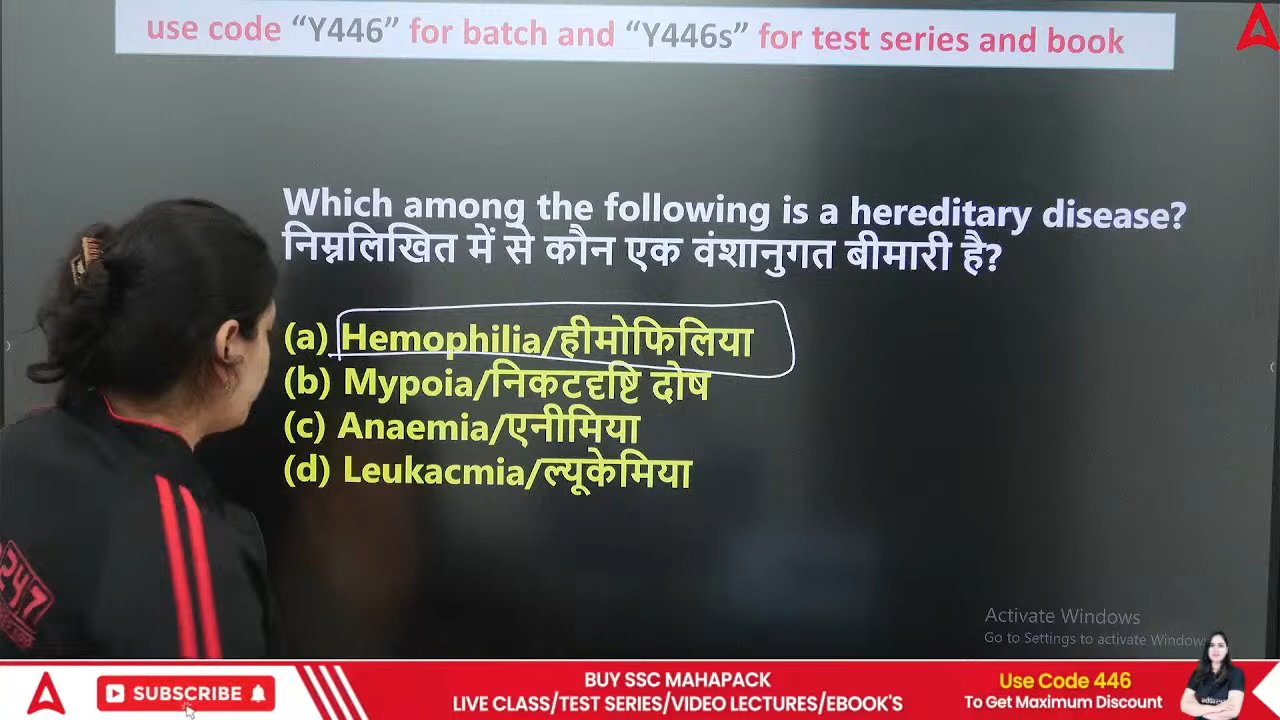 use code “Y446” for batch and “Y446s” for test series and book
Which among the following is a hereditary disease?
निम्नलिखित में से कौन एक वंशानुगत बीमारी है?
(a) Hemophilia/हीमोफिलिया
(b) Mypoia/निकटदृष्टि दोष
(c) Anaemia/एनीमिया
(d) Leukacmia/ल्यूकेमिया
247
Activate Windows
Go to Settings to activate Windows
SUBSCRIBE
BUY SSC MAHAPACK
LIVE CLASS/TEST SERIES/VIDEO LECTURES/EBOOK'S
Use Code 446
To Get Maximum Discount